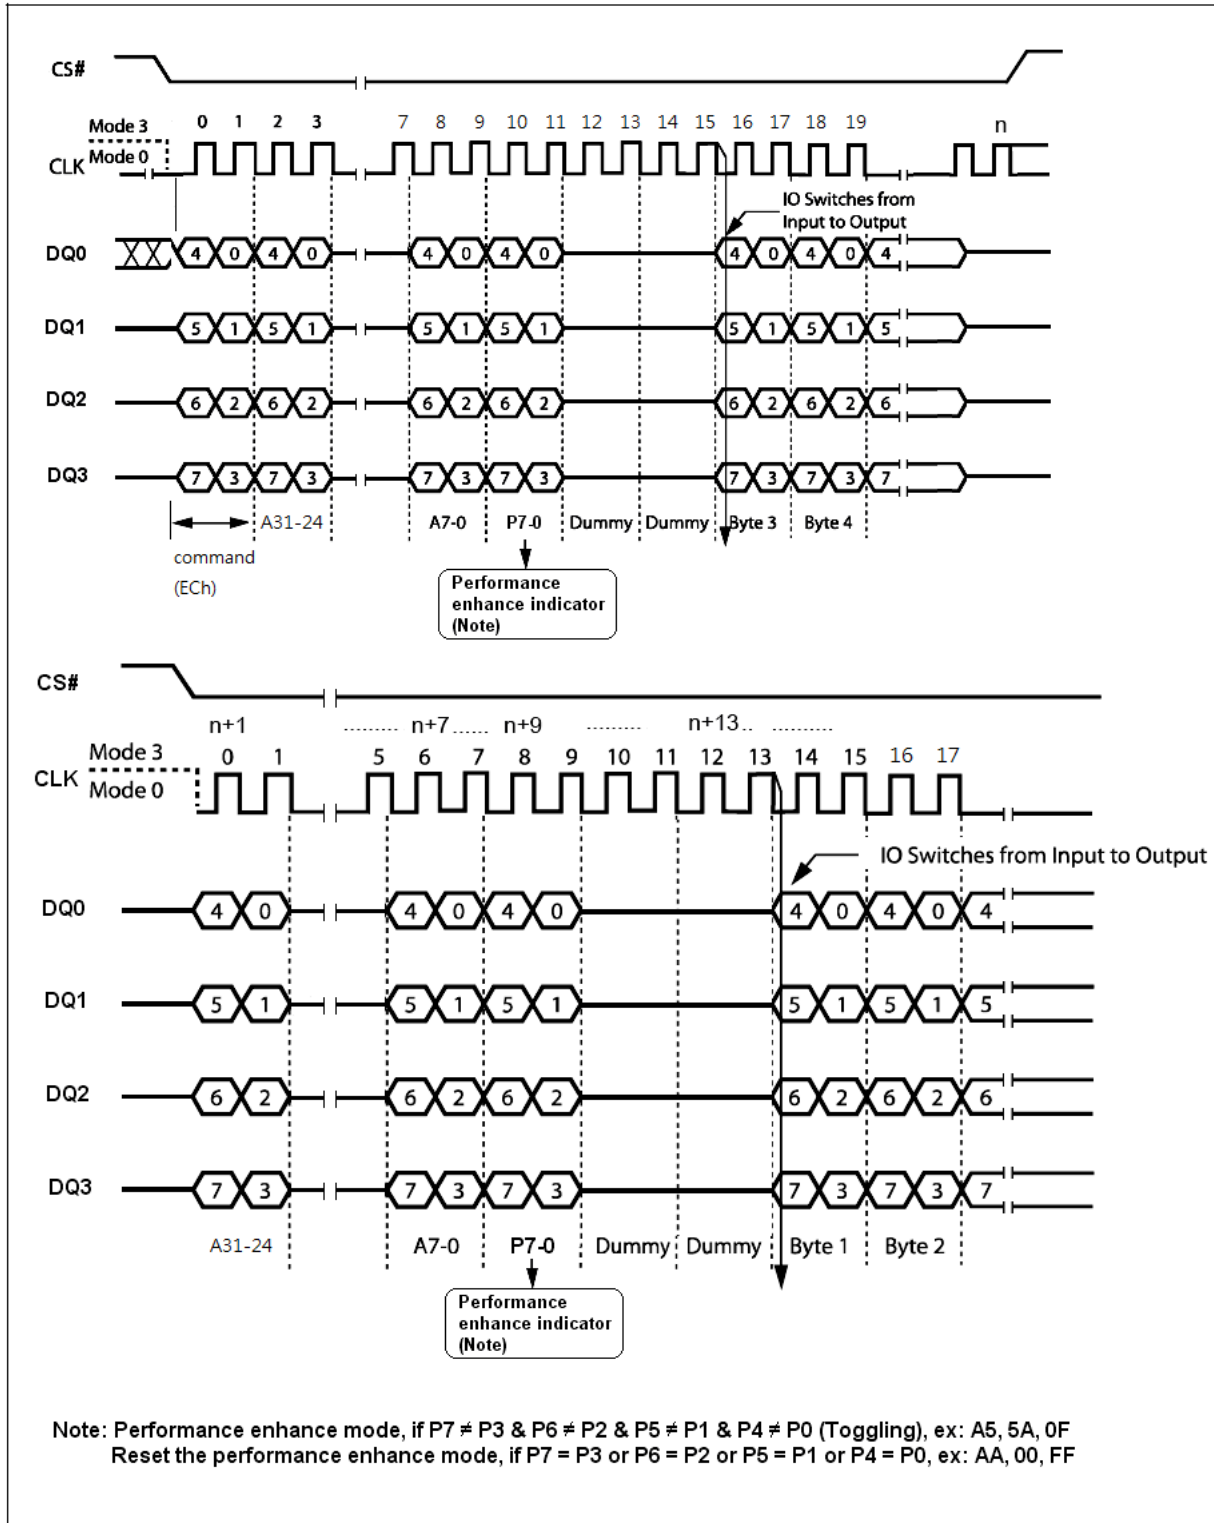 CS#
Mode 3
0 1 2 3 7 8 9 10 11 12 13 14 15 16 17 18 19 n
Mode 0
CLK
IO Switches from
Input to Output
DQ0 4 0 4 0 4 0 4 0 4 0 4 0 4
DQ1 5 1 5 1 5 1 5 1 5 1 5 1 5
DQ2 6 2 6 2 6 2 6 2 6 2 6 2 6
DQ3 7 3 7 3 7 3 7 3 7 3 7 3 7
A31-24 A7-0 P7-0 Dummy Dummy Byte 3 Byte 4
command
(ECh)
Performance
enhance indicator
(Note)
CS#
n+1 ......... n+7 ...... n+9 .......... n+13 .. ..........
Mode 3
0 1 5 6 7 8 9 10 11 12 13 14 15 16 17
CLK
Mode 0
IO Switches from Input to Output
DQ0 4 0 4 0 4 0 4 0 4 0 4
DQ1 5 1 5 1 5 1 5 1 5 1 5
DQ2 6 2 6 2 6 2 6 2 6 2 6
DQ3 7 3 7 3 7 3 7 3 7 3 7
A31-24 A7-0 P7-0 Dummy Dummy Byte 1 Byte 2
Performance
enhance indicator
(Note)
Note: Performance enhance mode, if P7 ≠ P3 & P6 ≠ P2 & P5 ≠ P1 & P4 ≠ P0 (Toggling), ex: A5, 5A, 0F
Reset the performance enhance mode, if P7 = P3 or P6 = P2 or P5 = P1 or P4 = P0, ex: AA, 00, FF